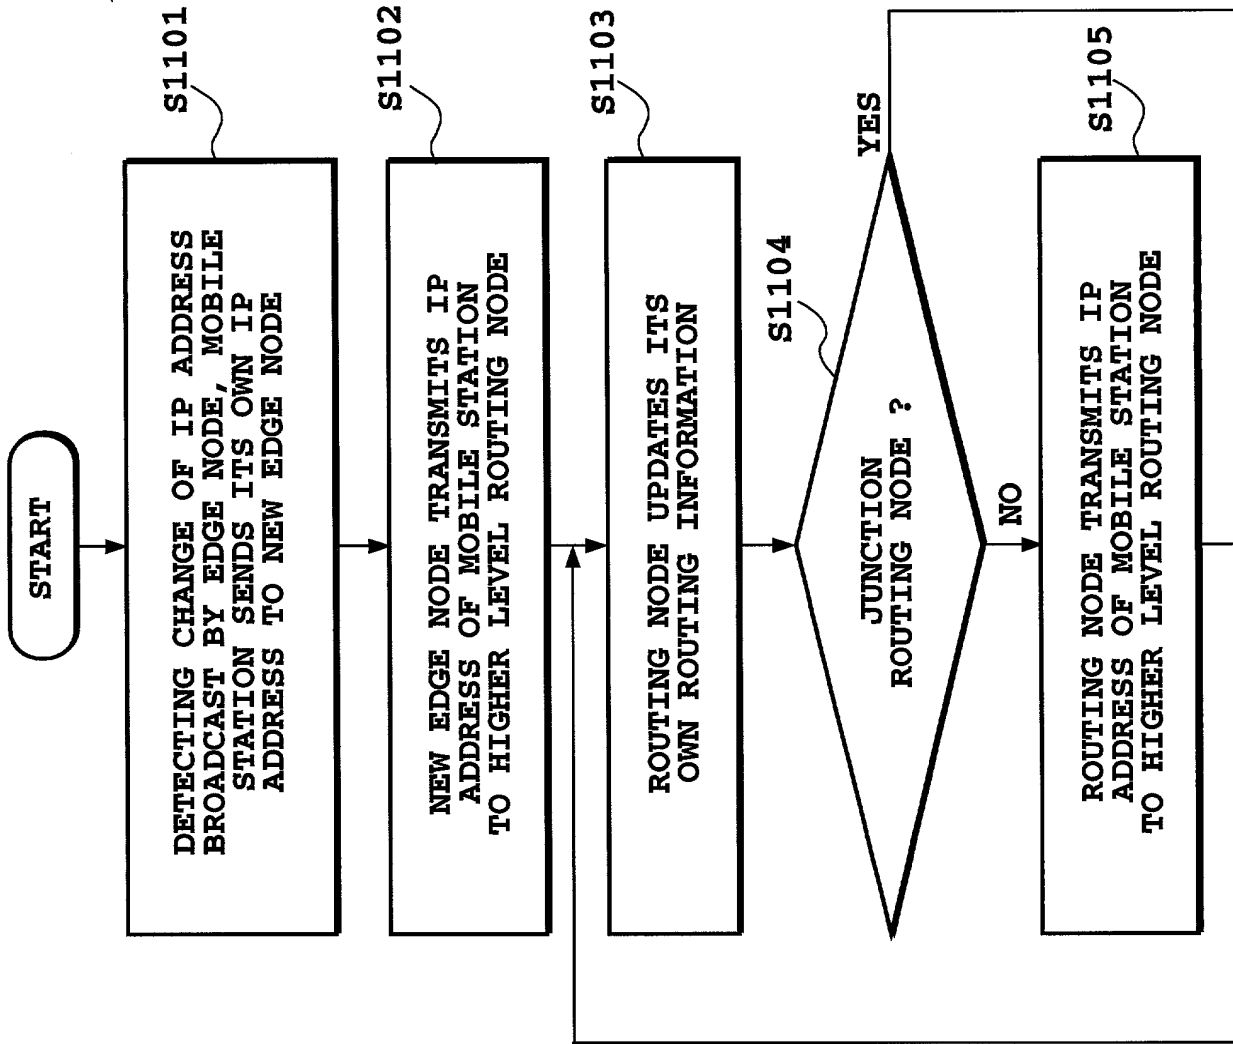 START
S1101
DETECTING CHANGE OF IP ADDRESS
BROADCAST BY EDGE NODE, MOBILE
STATION SENDS ITS OWN IP
ADDRESS TO NEW EDGE NODE
S1102
NEW EDGE NODE TRANSMITS IP
ADDRESS OF MOBILE STATION
TO HIGHER LEVEL ROUTING NODE
S1103
ROUTING NODE UPDATES ITS
OWN ROUTING INFORMATION
S1104
JUNCTION
ROUTING NODE ?
YES
NO
S1105
ROUTING NODE TRANSMITS IP
ADDRESS OF MOBILE STATION
TO HIGHER LEVEL ROUTING NODE